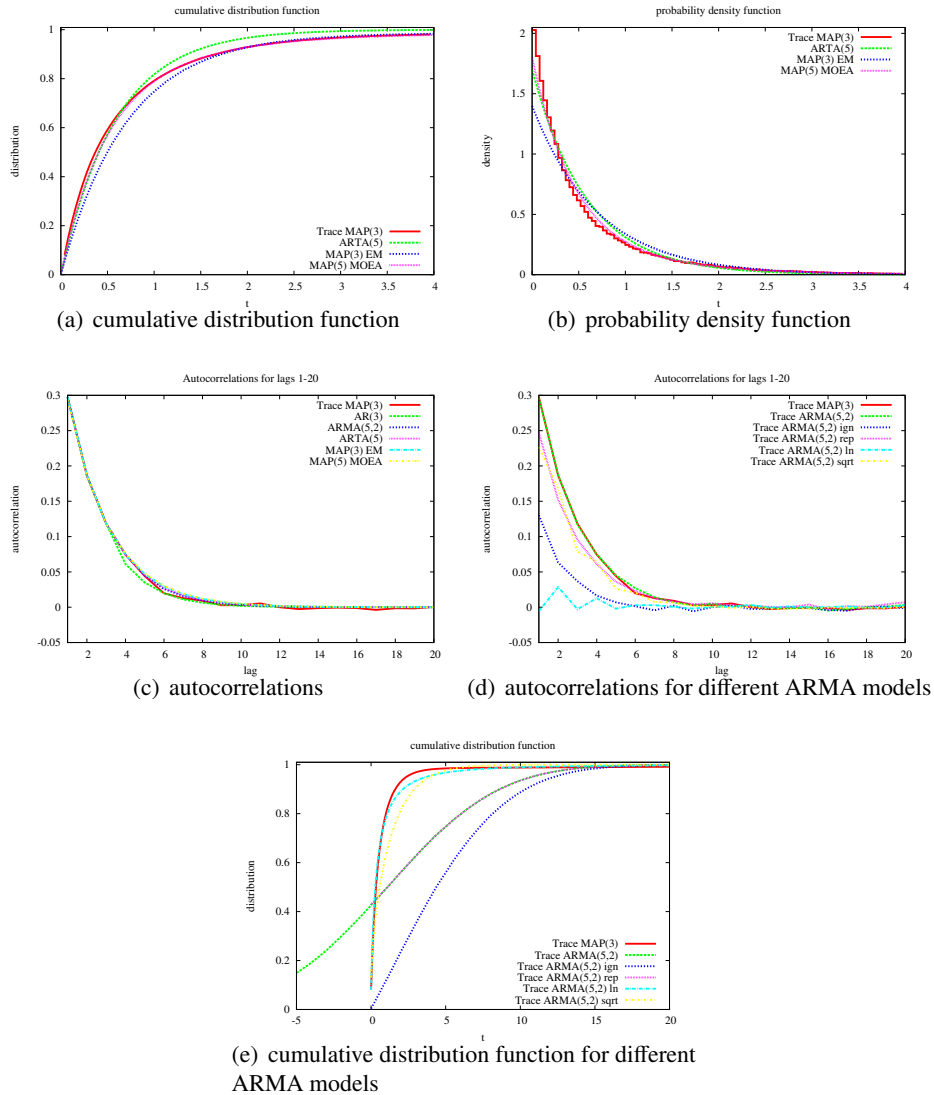 cumulative distribution function
distribution
1
0.8
0.6
0.4
0.2
0
0 0.5 1 1.5 2 2.5 3 3.5 4
t
Trace MAP(3)
ARTA(5)
MAP(3) EM
MAP(5) MOEA
(a) cumulative distribution function
probability density function
density
2
1.5
1
0.5
0
0 0.5 1 1.5 2 2.5 3 3.5 4
t
Trace MAP(3)
ARTA(5)
MAP(3) EM
MAP(5) MOEA
(b) probability density function
Autocorrelations for lags 1-20
autocorrelation
0.3
0.25
0.2
0.15
0.1
0.05
0
-0.05
2 4 6 8 10 12 14 16 18 20
lag
Trace MAP(3)
AR(3)
ARMA(5,2)
ARTA(5)
MAP(3) EM
MAP(5) MOEA
(c) autocorrelations
Autocorrelations for lags 1-20
autocorrelation
0.3
0.25
0.2
0.15
0.1
0.05
0
-0.05
2 4 6 8 10 12 14 16 18 20
lag
Trace MAP(3)
Trace ARMA(5,2)
Trace ARMA(5,2) ign
Trace ARMA(5,2) rep
Trace ARMA(5,2) ln
Trace ARMA(5,2) sqrt
(d) autocorrelations for different ARMA models
cumulative distribution function
distribution
1
0.8
0.6
0.4
0.2
0
-5 0 5 10 15 20
t
Trace MAP(3)
Trace ARMA(5,2)
Trace ARMA(5,2) ign
Trace ARMA(5,2) rep
Trace ARMA(5,2) ln
Trace ARMA(5,2) sqrt
(e) cumulative distribution function for different
ARMA models